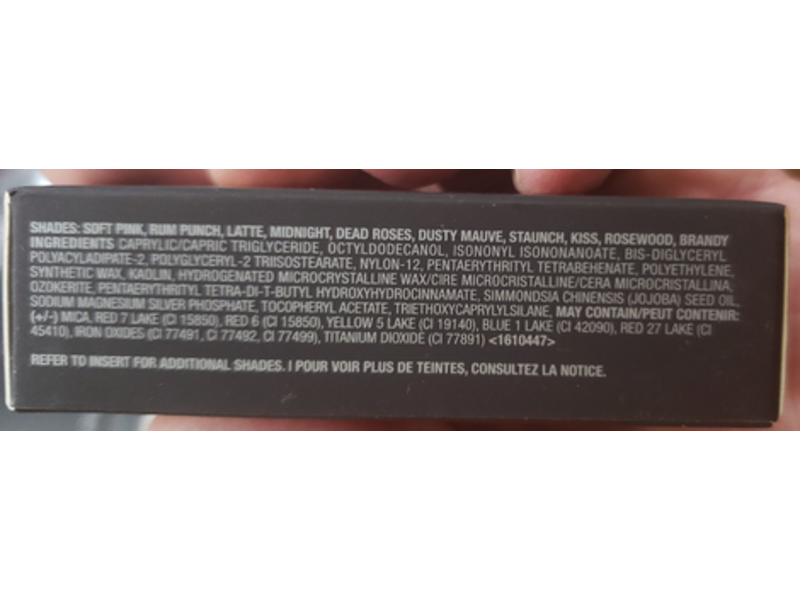 SHADES: SOFT PINK, RUM PUNCH, LATTE, MIDNIGHT, DEAD ROSES, DUSTY MAUVE, STAUNCH, KISS, ROSEWOOD, BRANDY
INGREDIENTS CAPRYLIC/CAPRIC TRIGLYCERIDE, OCTYLDODECANOL, ISONONYL ISONONANOATE, BIS-DIGLYCERYL
POLYACYLADIPATE-2, POLYGLYCERYL-2 TRIISOSTEARATE, NYLON-12, PENTAERYTHRITYL TETRABEHENATE, POLYETHYLENE,
SYNTHETIC WAX, KAOLIN, HYDROGENATED MICROCRYSTALLINE WAX/CIRE MICROCRISTALLINE/CERA MICROCRISTALLINA,
OZOKERITE, PENTAERYTHRITYL TETRA-DI-T-BUTYL HYDROXYHYDROCINNAMATE, SIMMONDSIA CHINENSIS (JOJOBA) SEED OIL,
SODIUM MAGNESIUM SILVER PHOSPHATE, TOCOPHERYL ACETATE, TRIETHOXYCAPRYLYLSILANE, MAY CONTAIN/PEUT CONTENIR:
(+/-) MICA, RED 7 LAKE (CI 15850), RED 6 (CI 15850), YELLOW 5 LAKE (CI 19140), BLUE 1 LAKE (CI 42090), RED 27 LAKE (CI
45410), IRON OXIDES (CI 77491, CI 77492, CI 77499), TITANIUM DIOXIDE (CI 77891) <1610447>
REFER TO INSERT FOR ADDITIONAL SHADES. I POUR VOIR PLUS DE TEINTES, CONSULTEZ LA NOTICE.